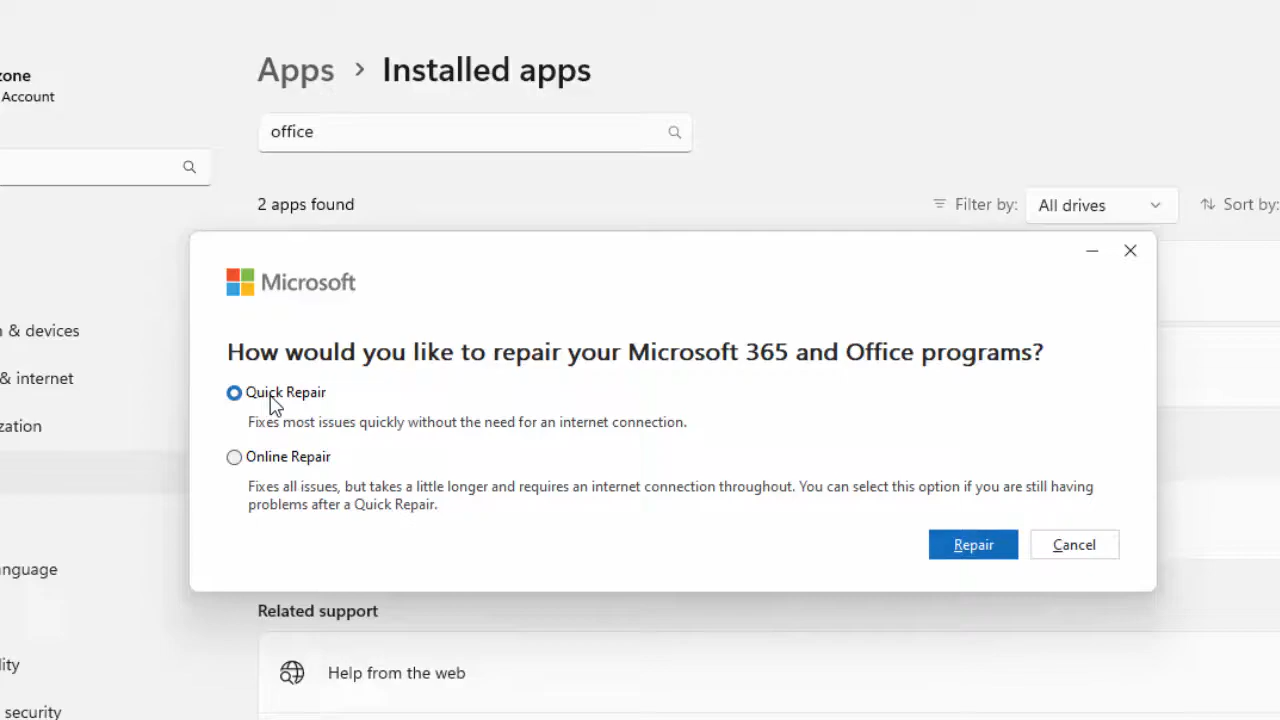 zone
Account
Apps > Installed apps
office
2 apps found
Filter by: All drives
Sort by:
Microsoft
How would you like to repair your Microsoft 365 and Office programs?
Quick Repair
Fixes most issues quickly without the need for an internet connection.
Online Repair
Fixes all issues, but takes a little longer and requires an internet connection throughout. You can select this option if you are still having
problems after a Quick Repair.
Repair
Cancel
& devices
& internet
zation
anguage
lity
security
Related support
Help from the web